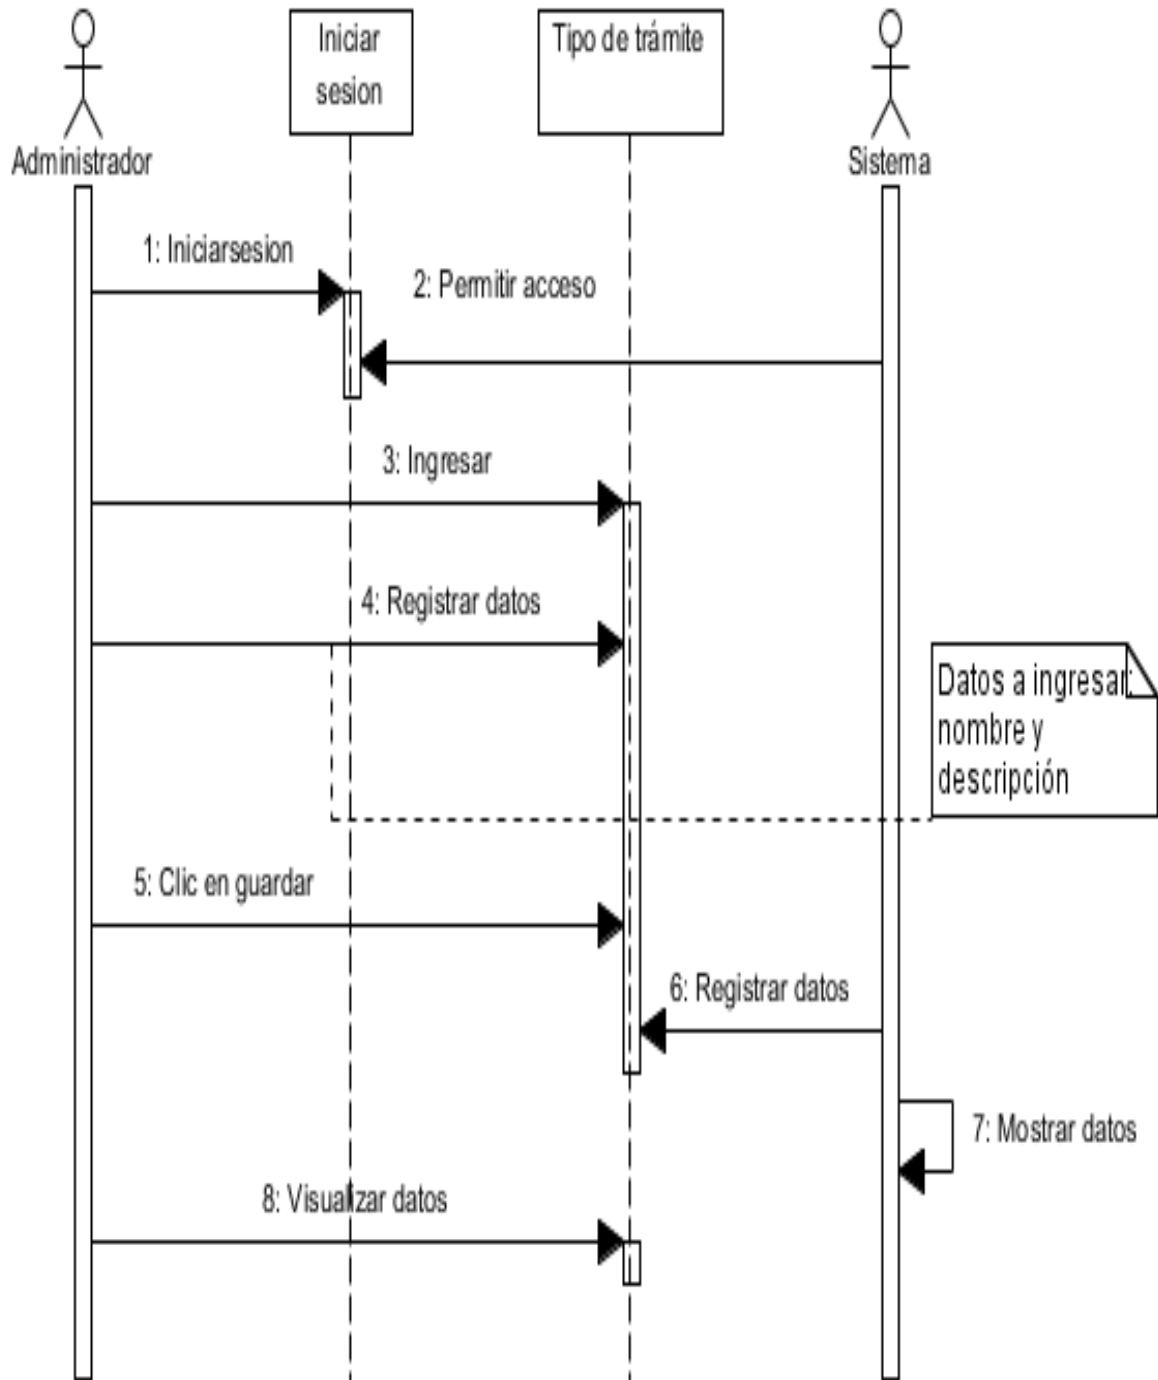 Iniciar
sesion
Tipo de trámite
Administrador
Sistema
1: Iniciarsesion
2: Permitir acceso
3: Ingresar
4: Registrar datos
Datos a ingresar:
nombre y
descripción
5: Clic en guardar
6: Registrar datos
7: Mostrar datos
8: Visualizar datos